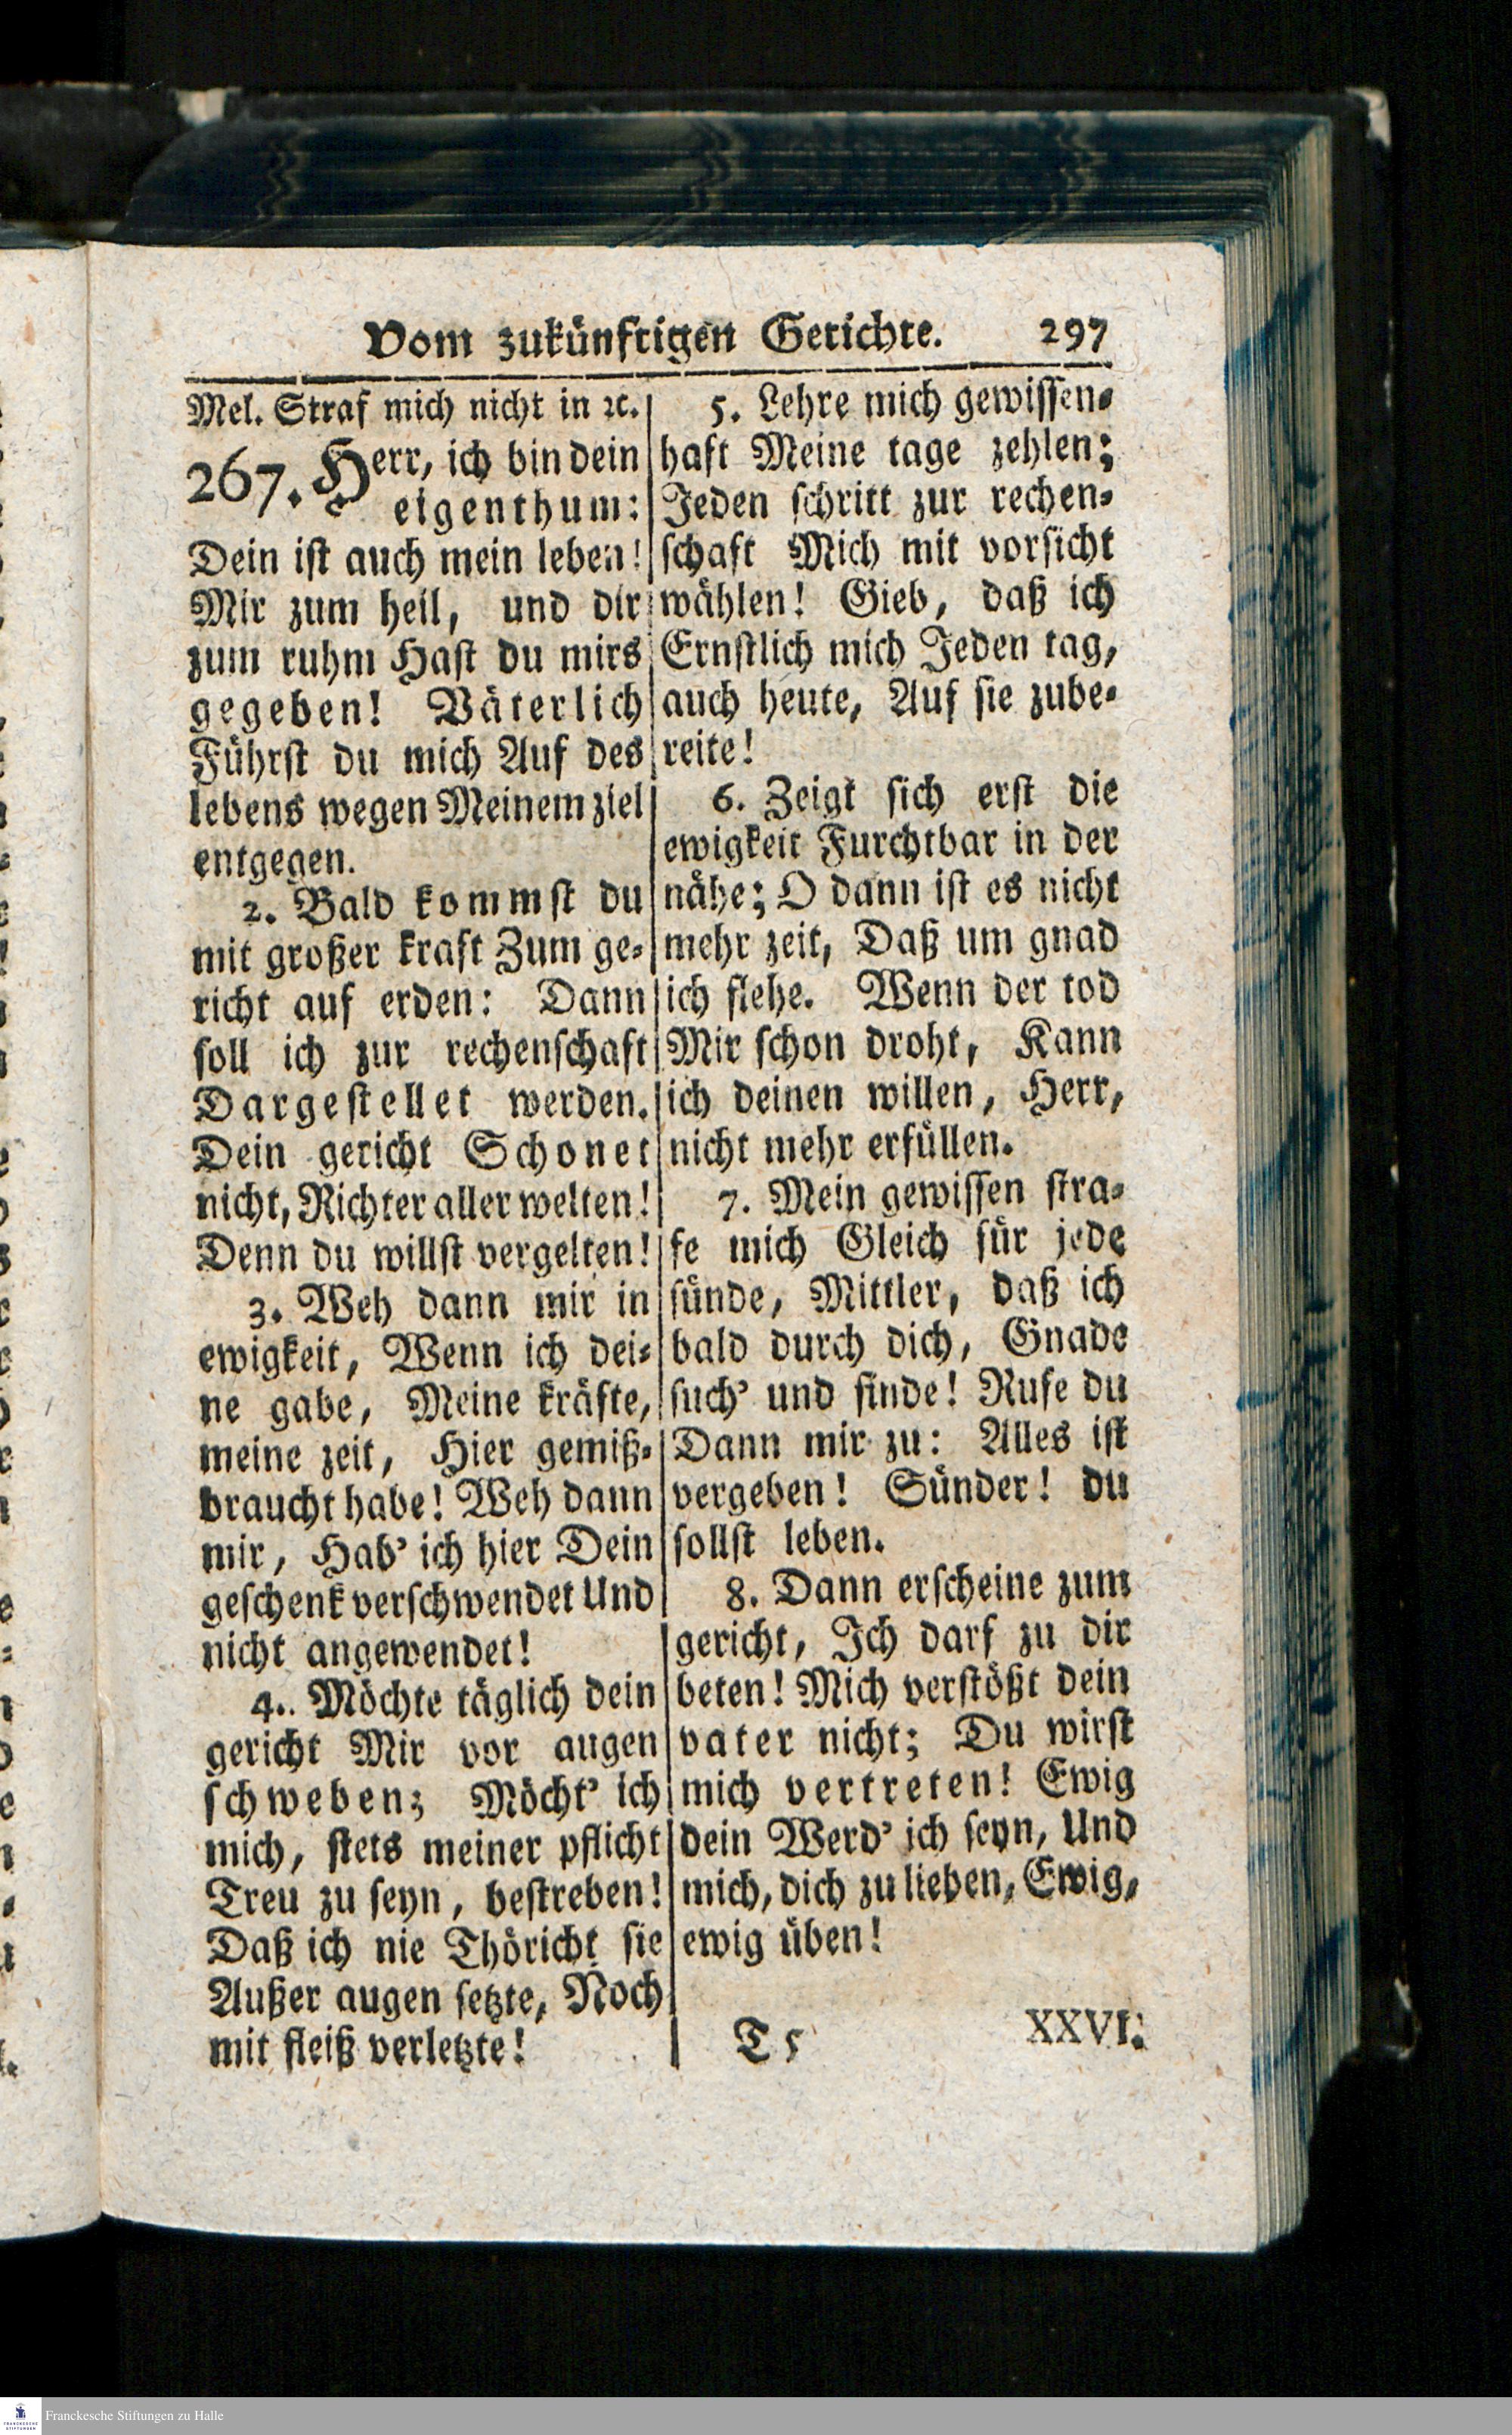 Vom zukünftigen Gerichte. 297
Mel. Straf mich nicht in ꝛc.
267. Herr, ich bin dein
eigenthum:
Dein ist auch mein leben!
Mir zum heil, und dir
zum ruhm Hast du mirs
gegeben! Väterlich
Führst du mich Auf des
lebens wegen Meinem ziel
entgegen.
2. Bald kommst du
mit großer kraft Zum ge-
richt auf erden: Dann
soll ich zur rechenschaft
Dargestellet werden.
Dein gericht Schonet
nicht, Richter aller welten!
Denn du willst vergelten!
3. Weh dann mir in
ewigkeit, Wenn ich dei-
ne gabe, Meine kräfte,
meine zeit, Hier gemiß-
braucht habe! Weh dann
mir, Hab' ich hier Dein
geschenk verschwendet Und
nicht angewendet!
4. Möchte täglich dein
gericht Mir vor augen
schweben; Möcht' ich
mich, stets meiner pflicht
Treu zu seyn, bestreben!
Daß ich nie Thöricht sie
Außer augen setzte, Noch
mit fleiß verletzte!
5. Lehre mich gewissen-
haft Meine tage zehlen;
Jeden schritt zur rechen-
schaft Mich mit vorsicht
wählen! Gieb, daß ich
Ernstlich mich Jeden tag,
auch heute, Auf sie zube-
reite!
6. Zeigt sich erst die
ewigkeit Furchtbar in der
nähe; O dann ist es nicht
mehr zeit, Daß um gnad
ich flehe. Wenn der tod
Mir schon droht, Kann
ich deinen willen, Herr,
nicht mehr erfüllen.
7. Mein gewissen stra-
fe mich Gleich für jede
sünde, Mittler, daß ich
bald durch dich, Gnade
such' und finde! Rufe du
Dann mir zu: Alles ist
vergeben! Sünder! du
sollst leben.
8. Dann erscheine zum
gericht, Ich darf zu dir
beten! Mich verstößt dein
vater nicht; Du wirst
mich vertreten! Ewig
dein Werd' ich seyn, Und
mich, dich zu lieben, Ewig,
ewig üben!
T 5 XXVI.
Franckesche Stiftungen zu Halle